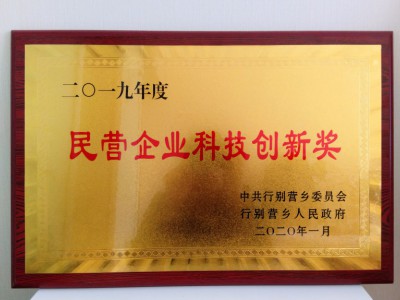 二〇一九年度
民营企业科技创新奖
中共行别营乡委员会
行别营乡人民政府
二〇二〇年一月